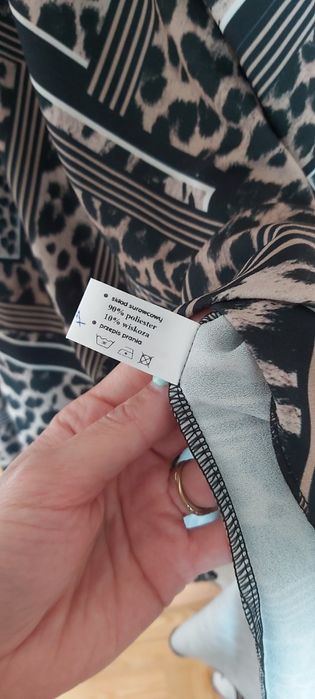 • skład surowcowy
90% poliester
10% wiskoza
• przepis prania
A